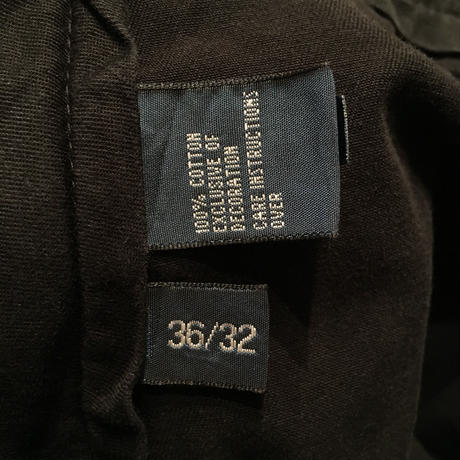 100% COTTON
EXCLUSIVE OF
DECORATION
CARE INSTRUCTIONS
OVER
36/32